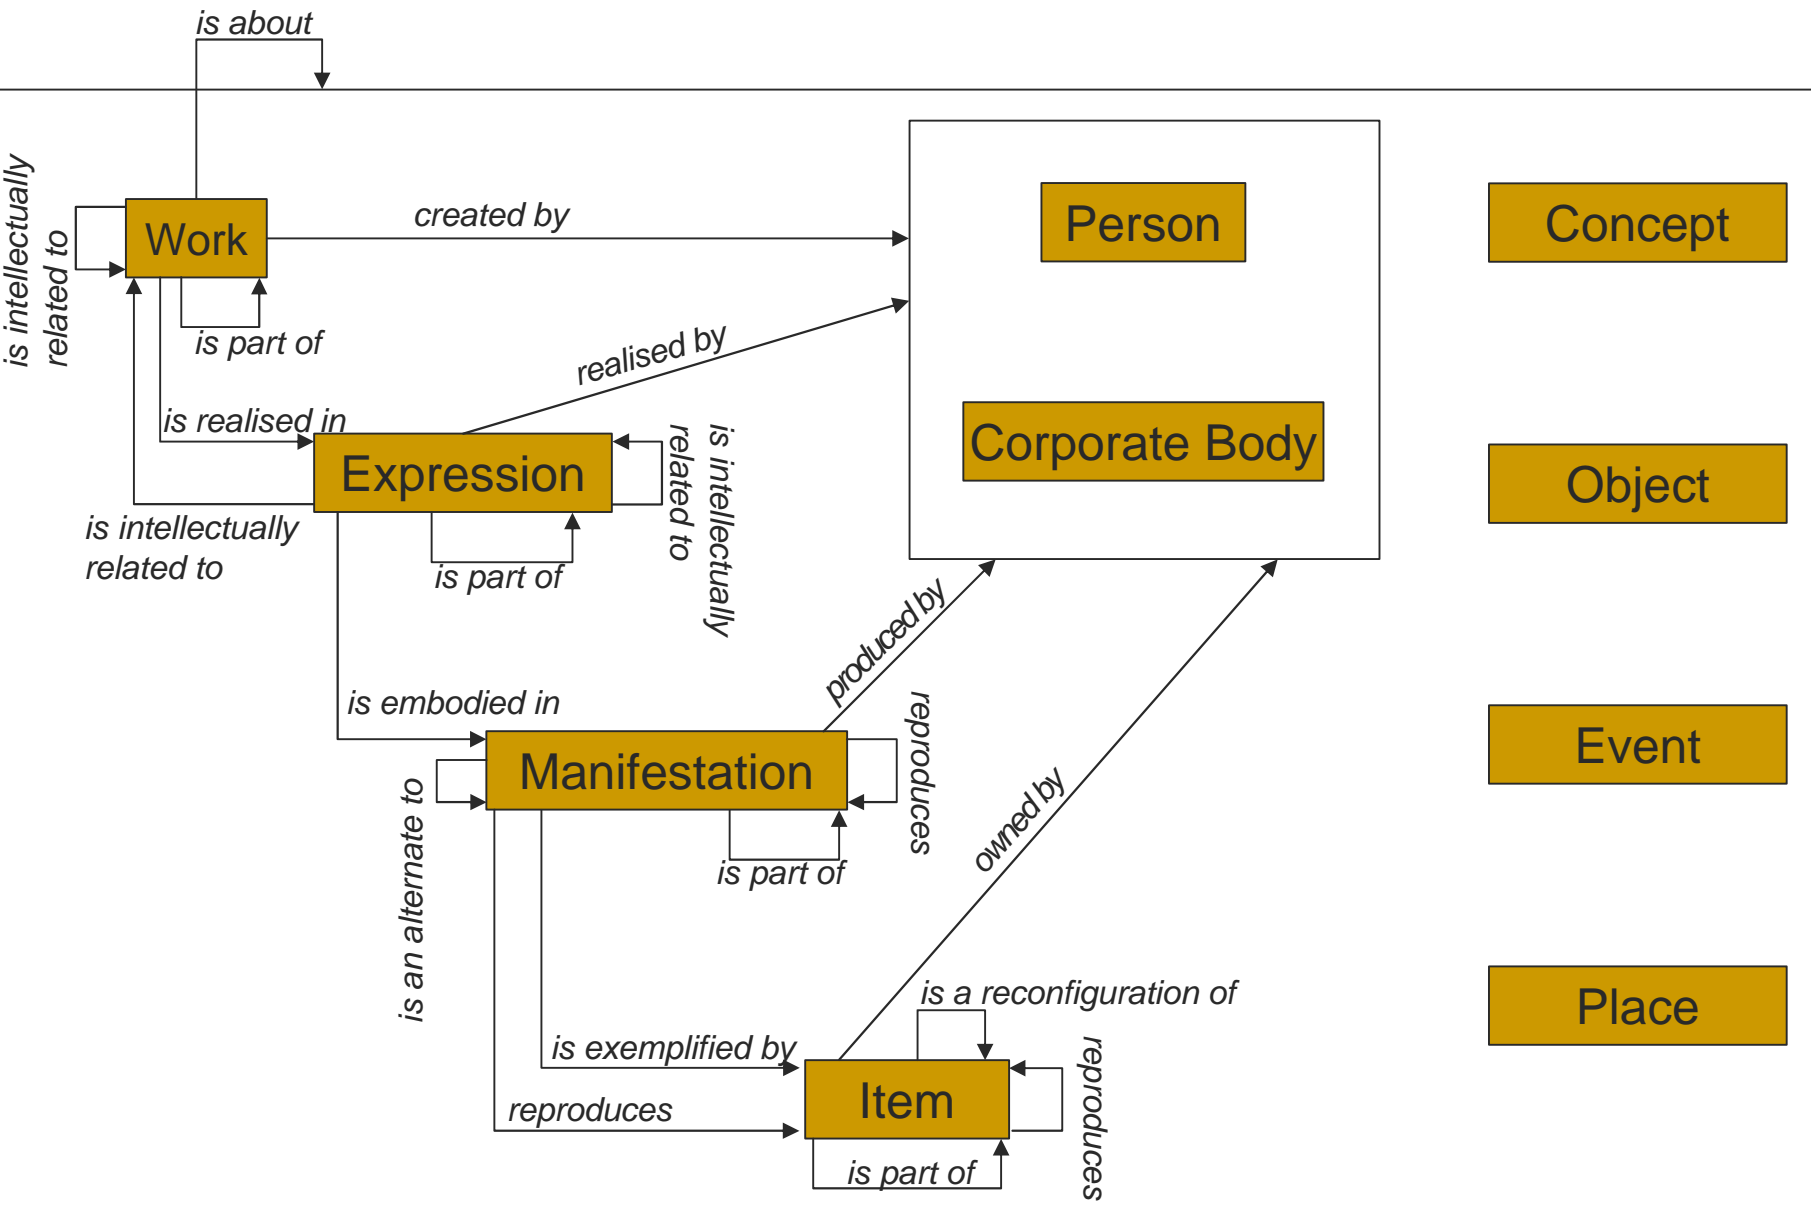 is about
is intellectually
related to
Work
created by
Person
Concept
is part of
realised by
is realised in
Expression
is intellectually
related to
Corporate Body
Object
is intellectually
related to
is part of
produced by
is embodied in
Manifestation
reproduces
Event
is an alternate to
is part of
owned by
is a reconfiguration of
Place
is exemplified by
Item
reproduces
reproduces
is part of